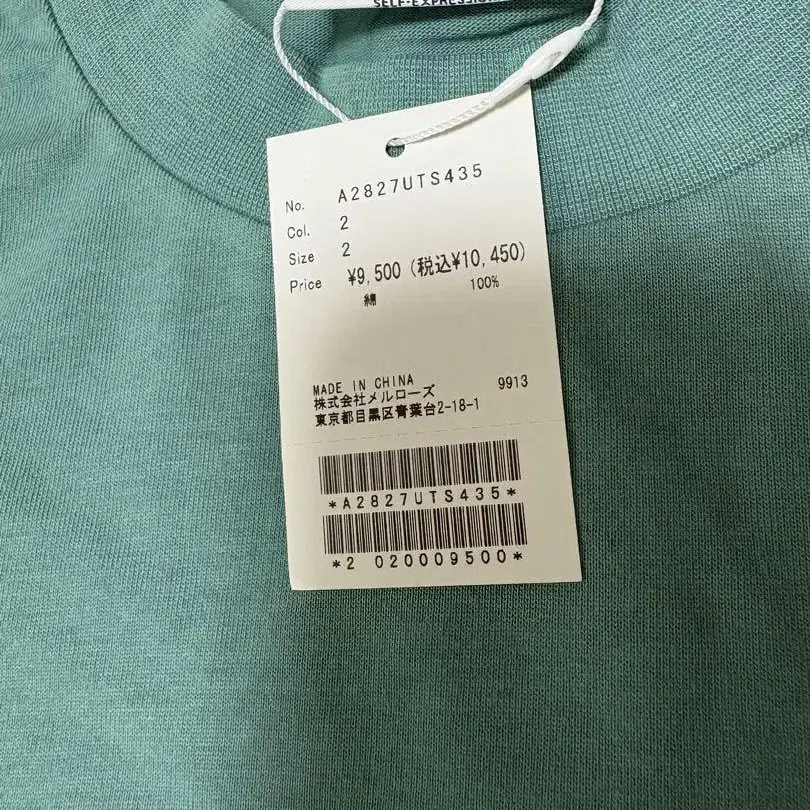 SELF-EXPRESSION
No. A2827UTS435
Col. 2
Size 2
Price ¥9,500 (税込¥10,450)
綿 100%
MADE IN CHINA 9913
株式会社メルローズ
東京都目黒区青葉台2-18-1
*A2827UTS435*
*2 020009500*